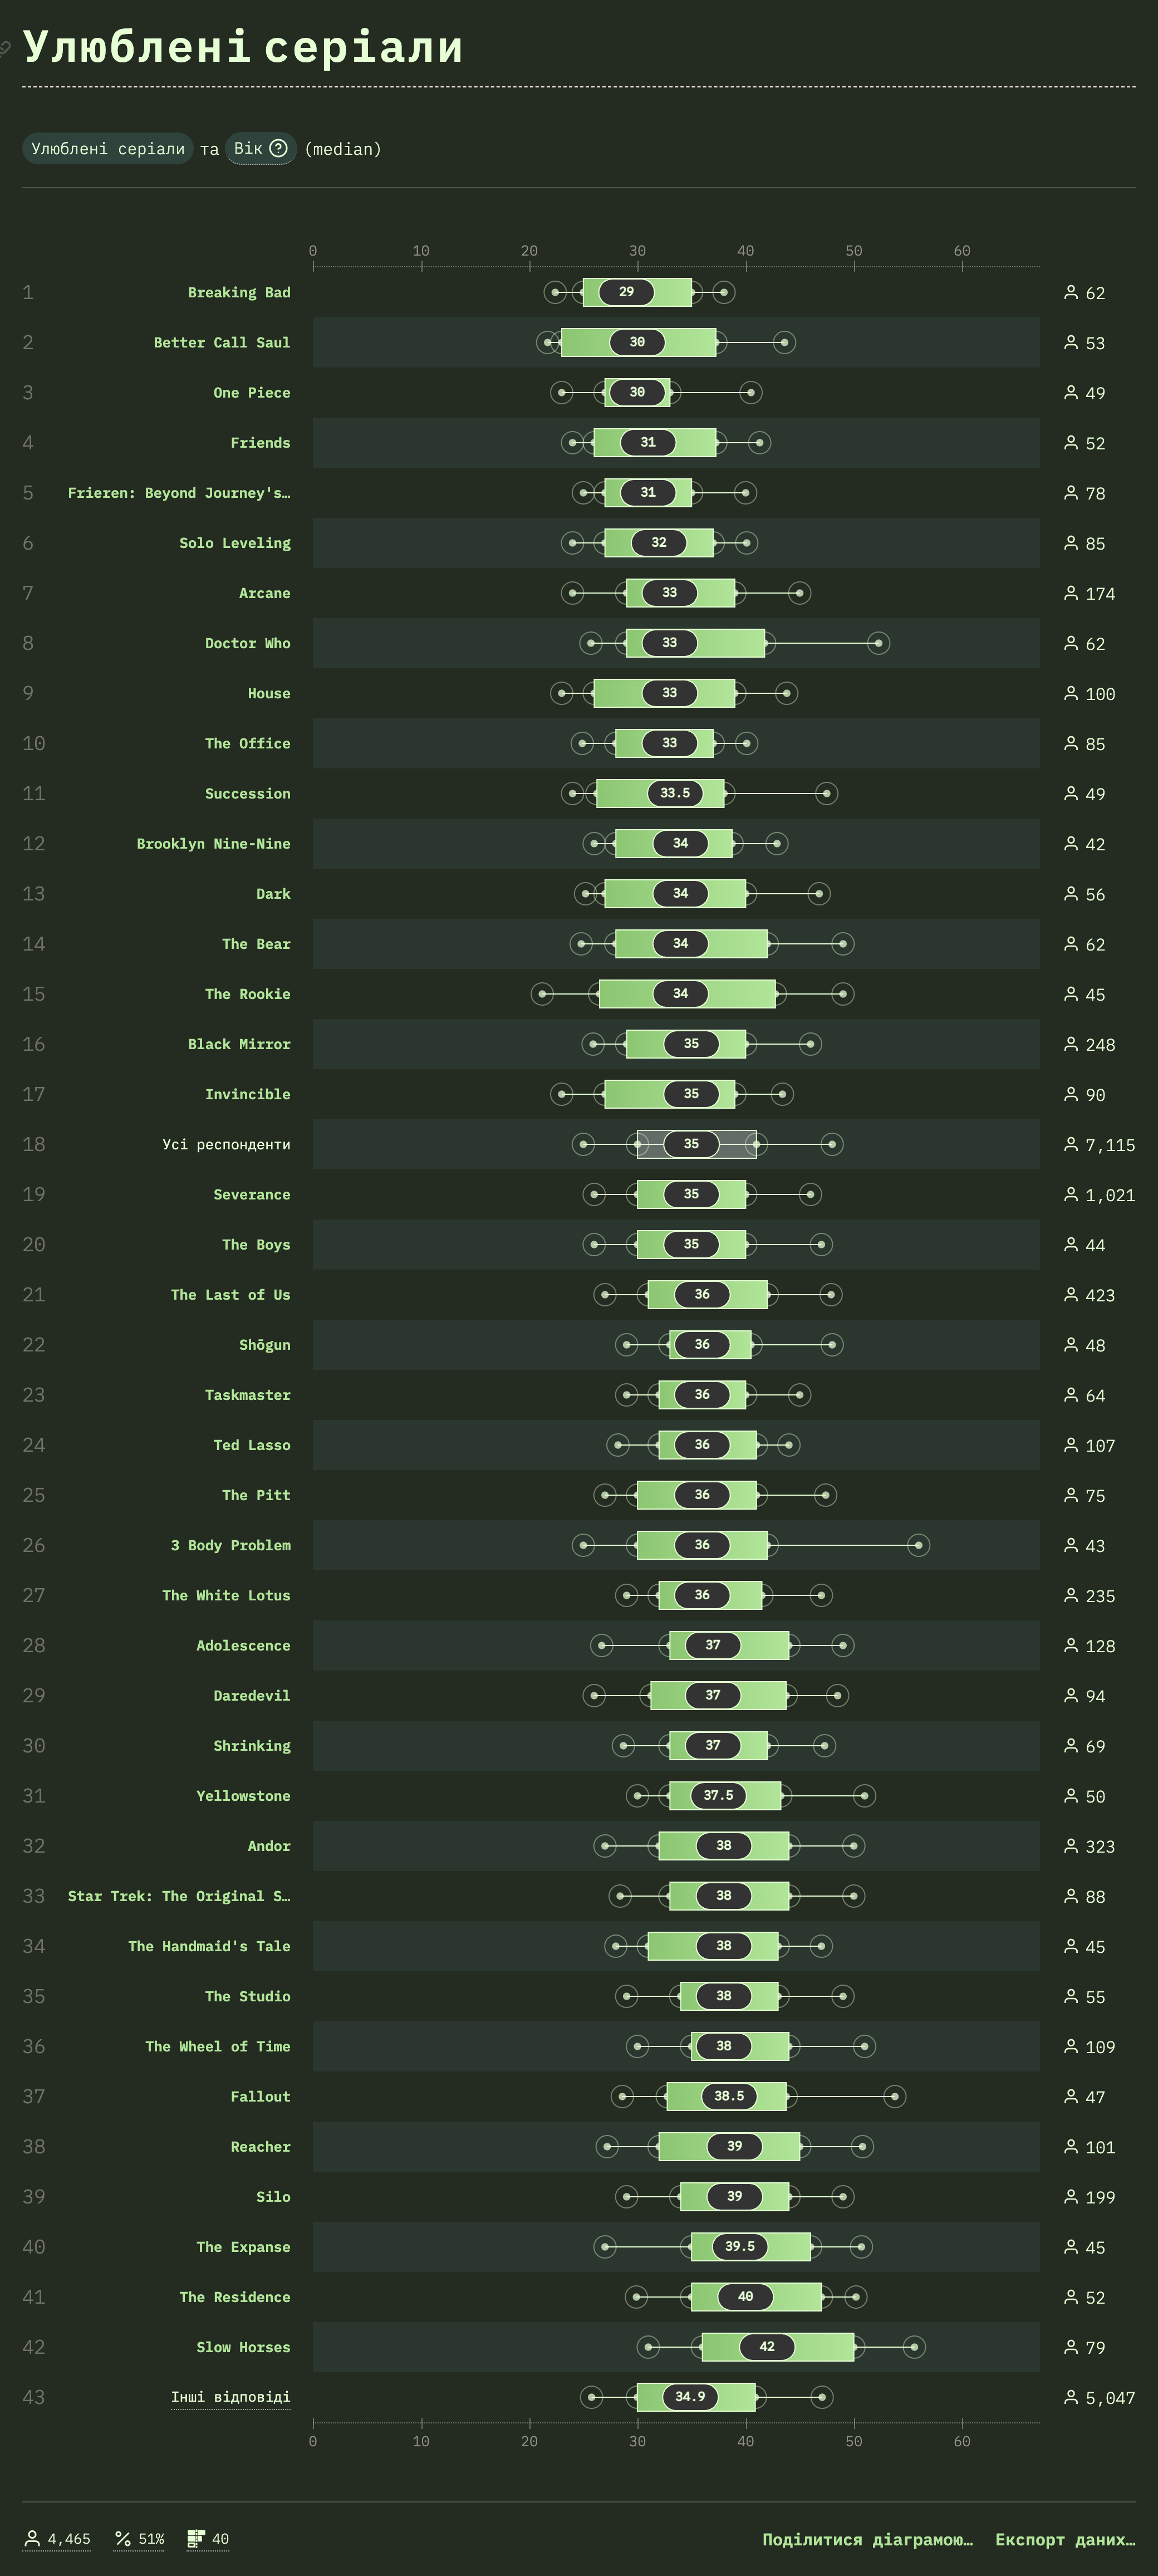 Улюблені серіали
Улюблені серіали та Вік (median)
0 10 20 30 40 50 60
1 Breaking Bad 29 62
2 Better Call Saul 30 53
3 One Piece 30 49
4 Friends 31 52
5 Frieren: Beyond Journey's… 31 78
6 Solo Leveling 32 85
7 Arcane 33 174
8 Doctor Who 33 62
9 House 33 100
10 The Office 33 85
11 Succession 33.5 49
12 Brooklyn Nine-Nine 34 42
13 Dark 34 56
14 The Bear 34 62
15 The Rookie 34 45
16 Black Mirror 35 248
17 Invincible 35 90
18 Усі респонденти 35 7,115
19 Severance 35 1,021
20 The Boys 35 44
21 The Last of Us 36 423
22 Shōgun 36 48
23 Taskmaster 36 64
24 Ted Lasso 36 107
25 The Pitt 36 75
26 3 Body Problem 36 43
27 The White Lotus 36 235
28 Adolescence 37 128
29 Daredevil 37 94
30 Shrinking 37 69
31 Yellowstone 37.5 50
32 Andor 38 323
33 Star Trek: The Original S… 38 88
34 The Handmaid's Tale 38 45
35 The Studio 38 55
36 The Wheel of Time 38 109
37 Fallout 38.5 47
38 Reacher 39 101
39 Silo 39 199
40 The Expanse 39.5 45
41 The Residence 40 52
42 Slow Horses 42 79
43 Інші відповіді 34.9 5,047
0 10 20 30 40 50 60
4,465 51% 40 Поділитися діаграмою… Експорт даних…